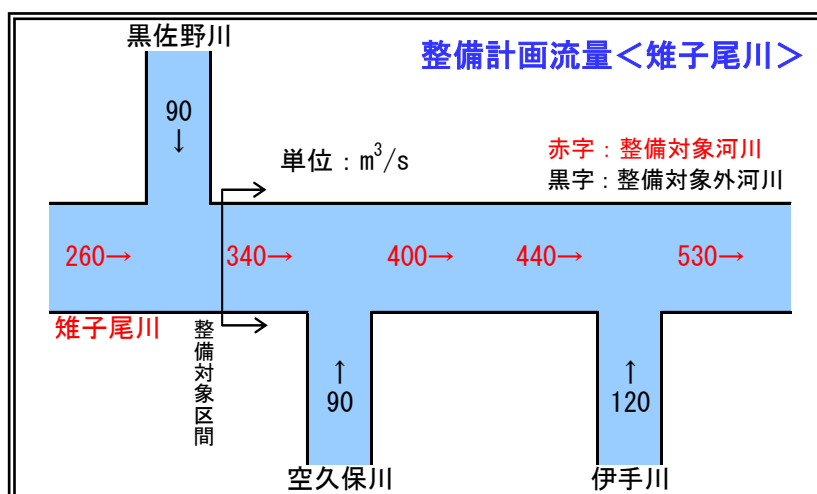 黒佐野川
整備計画流量＜雉子尾川＞
90
↓
単位：m³/s
赤字：整備対象河川
黒字：整備対象外河川
260→
340→
400→
440→
530→
雉子尾川
整備対象区間
↑
90
↑
120
空久保川
伊手川